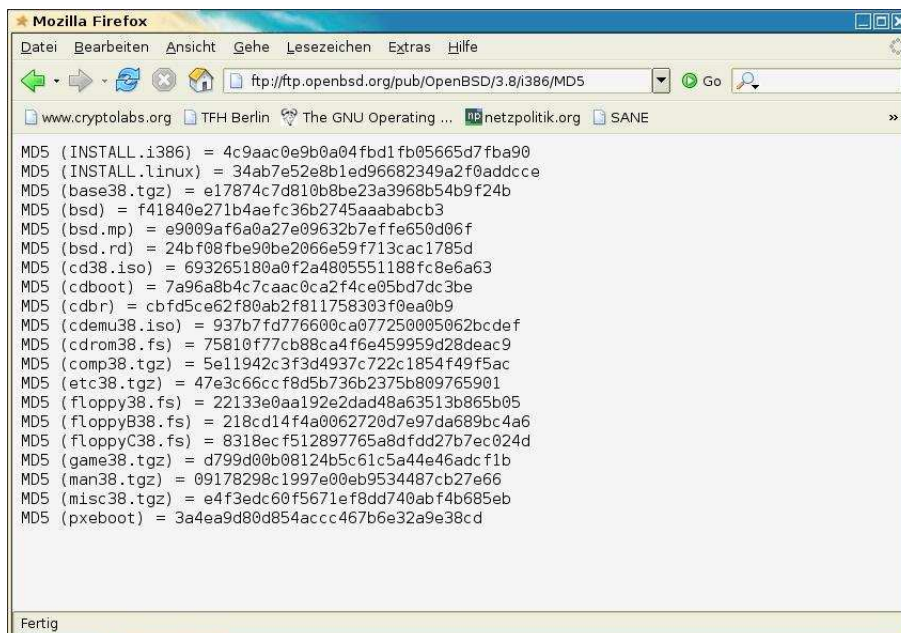 Mozilla Firefox
Datei Bearbeiten Ansicht Gehe Lesezeichen Extras Hilfe
ftp://ftp.openbsd.org/pub/OpenBSD/3.8/i386/MD5 Go
www.cryptolabs.org TFH Berlin The GNU Operating ... np netzpolitik.org SANE »
MD5 (INSTALL.i386) = 4c9aac0e9b0a04fbd1fb05665d7fba90
MD5 (INSTALL.linux) = 34ab7e52e8b1ed96682349a2f0addcce
MD5 (base38.tgz) = e17874c7d810b8be23a3968b54b9f24b
MD5 (bsd) = f41840e271b4aefc36b2745aaababcb3
MD5 (bsd.mp) = e9009af6a0a27e09632b7effe650d06f
MD5 (bsd.rd) = 24bf08fbe90be2066e59f713cac1785d
MD5 (cd38.iso) = 693265180a0f2a4805551188fc8e6a63
MD5 (cdboot) = 7a96a8b4c7caac0ca2f4ce05bd7dc3be
MD5 (cdbr) = cbfd5ce62f80ab2f811758303f0ea0b9
MD5 (cdemu38.iso) = 937b7fd776600ca077250005062bcdef
MD5 (cdrom38.fs) = 75810f77cb88ca4f6e459959d28deac9
MD5 (comp38.tgz) = 5e11942c3f3d4937c722c1854f49f5ac
MD5 (etc38.tgz) = 47e3c66ccf8d5b736b2375b809765901
MD5 (floppy38.fs) = 22133e0aa192e2dad48a63513b865b05
MD5 (floppyB38.fs) = 218cd14f4a0062720d7e97da689bc4a6
MD5 (floppyC38.fs) = 8318ecf512897765a8dfdd27b7ec024d
MD5 (game38.tgz) = d799d00b08124b5c61c5a44e46adcf1b
MD5 (man38.tgz) = 09178298c1997e00eb9534487cb27e66
MD5 (misc38.tgz) = e4f3edc60f5671ef8dd740abf4b685eb
MD5 (pxeboot) = 3a4ea9d80d854accc467b6e32a9e38cd
Fertig